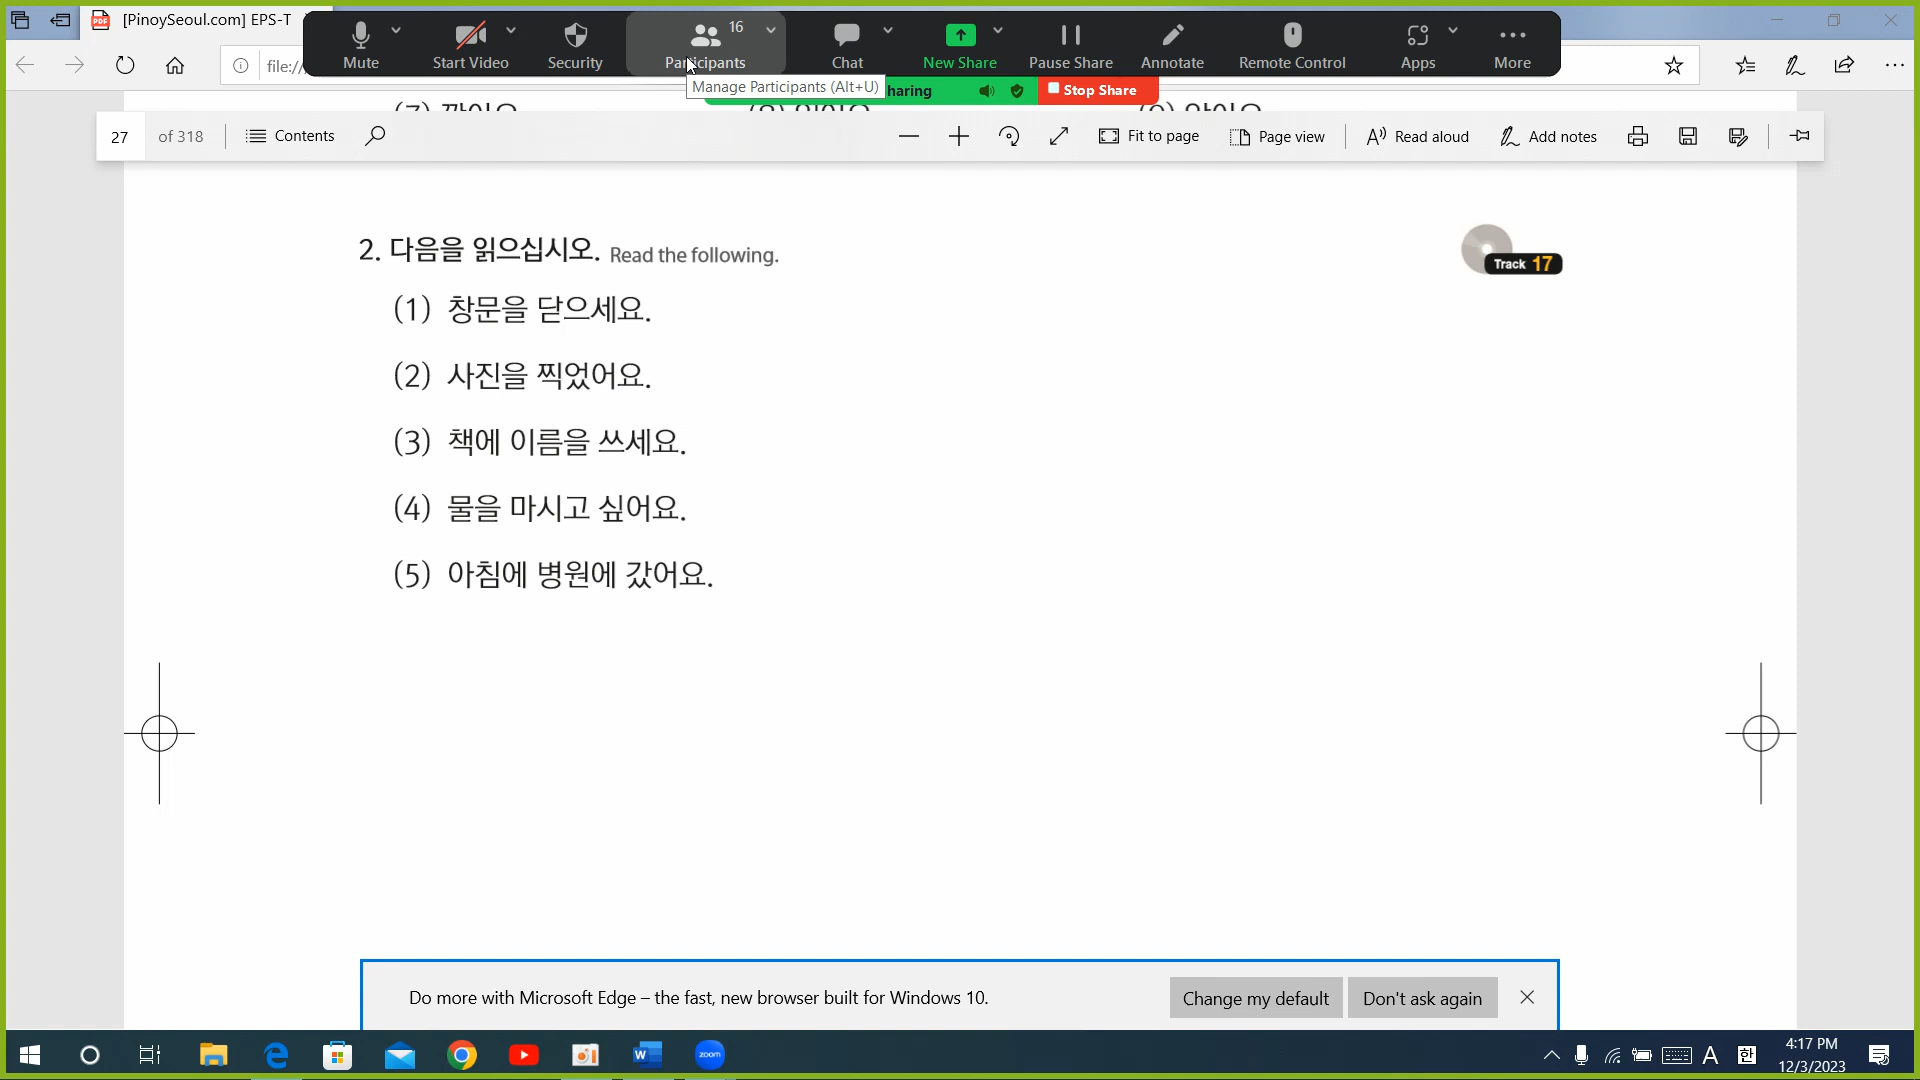 [PinoySeoul.com] EPS-T
Mute
Start Video
Security
16
Participants
Chat
New Share
Pause Share
Annotate
Remote Control
Apps
More
file://
Manage Participants (Alt+U)
haring
Stop Share
27 of 318
Contents
Fit to page
Page view
Read aloud
Add notes
2. 다음을 읽으십시오. Read the following.
Track 17
(1) 창문을 닫으세요.
(2) 사진을 찍었어요.
(3) 책에 이름을 쓰세요.
(4) 물을 마시고 싶어요.
(5) 아침에 병원에 갔어요.
Do more with Microsoft Edge – the fast, new browser built for Windows 10.
Change my default
Don't ask again
zoom
A
한
4:17 PM
12/3/2023